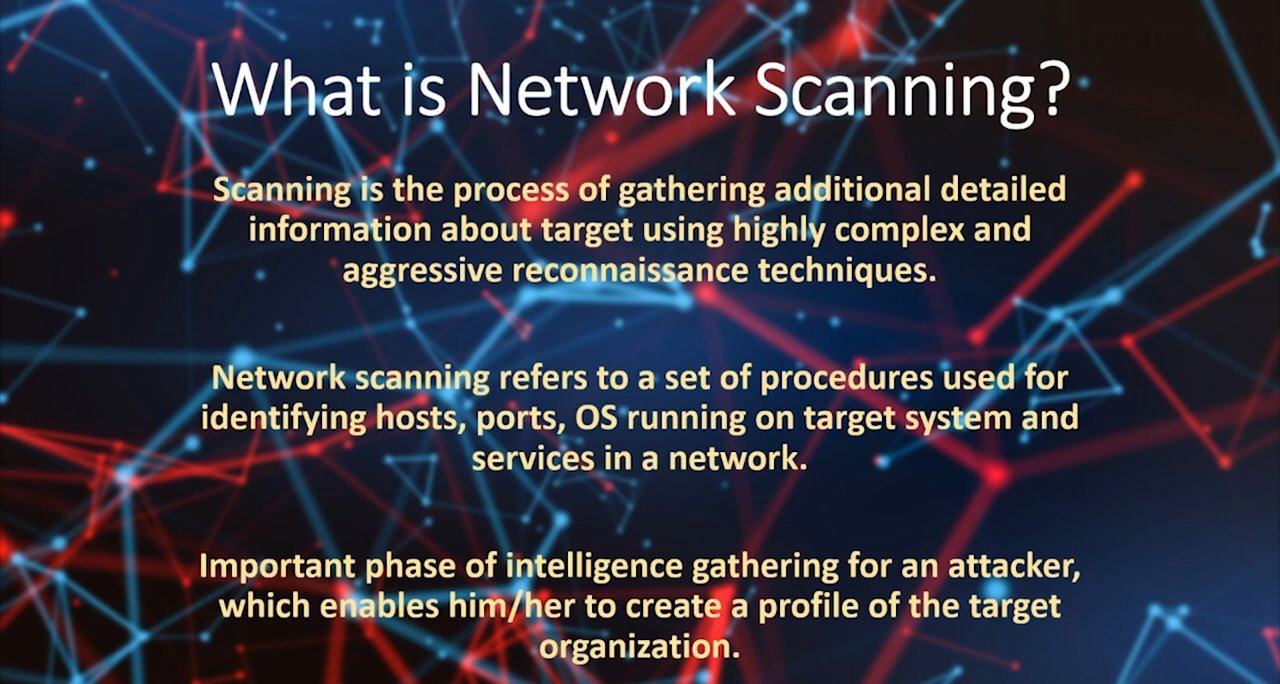 What is Network Scanning?
Scanning is the process of gathering additional detailed
information about target using highly complex and
aggressive reconnaissance techniques.
Network scanning refers to a set of procedures used for
identifying hosts, ports, OS running on target system and
services in a network.
Important phase of intelligence gathering for an attacker,
which enables him/her to create a profile of the target
organization.